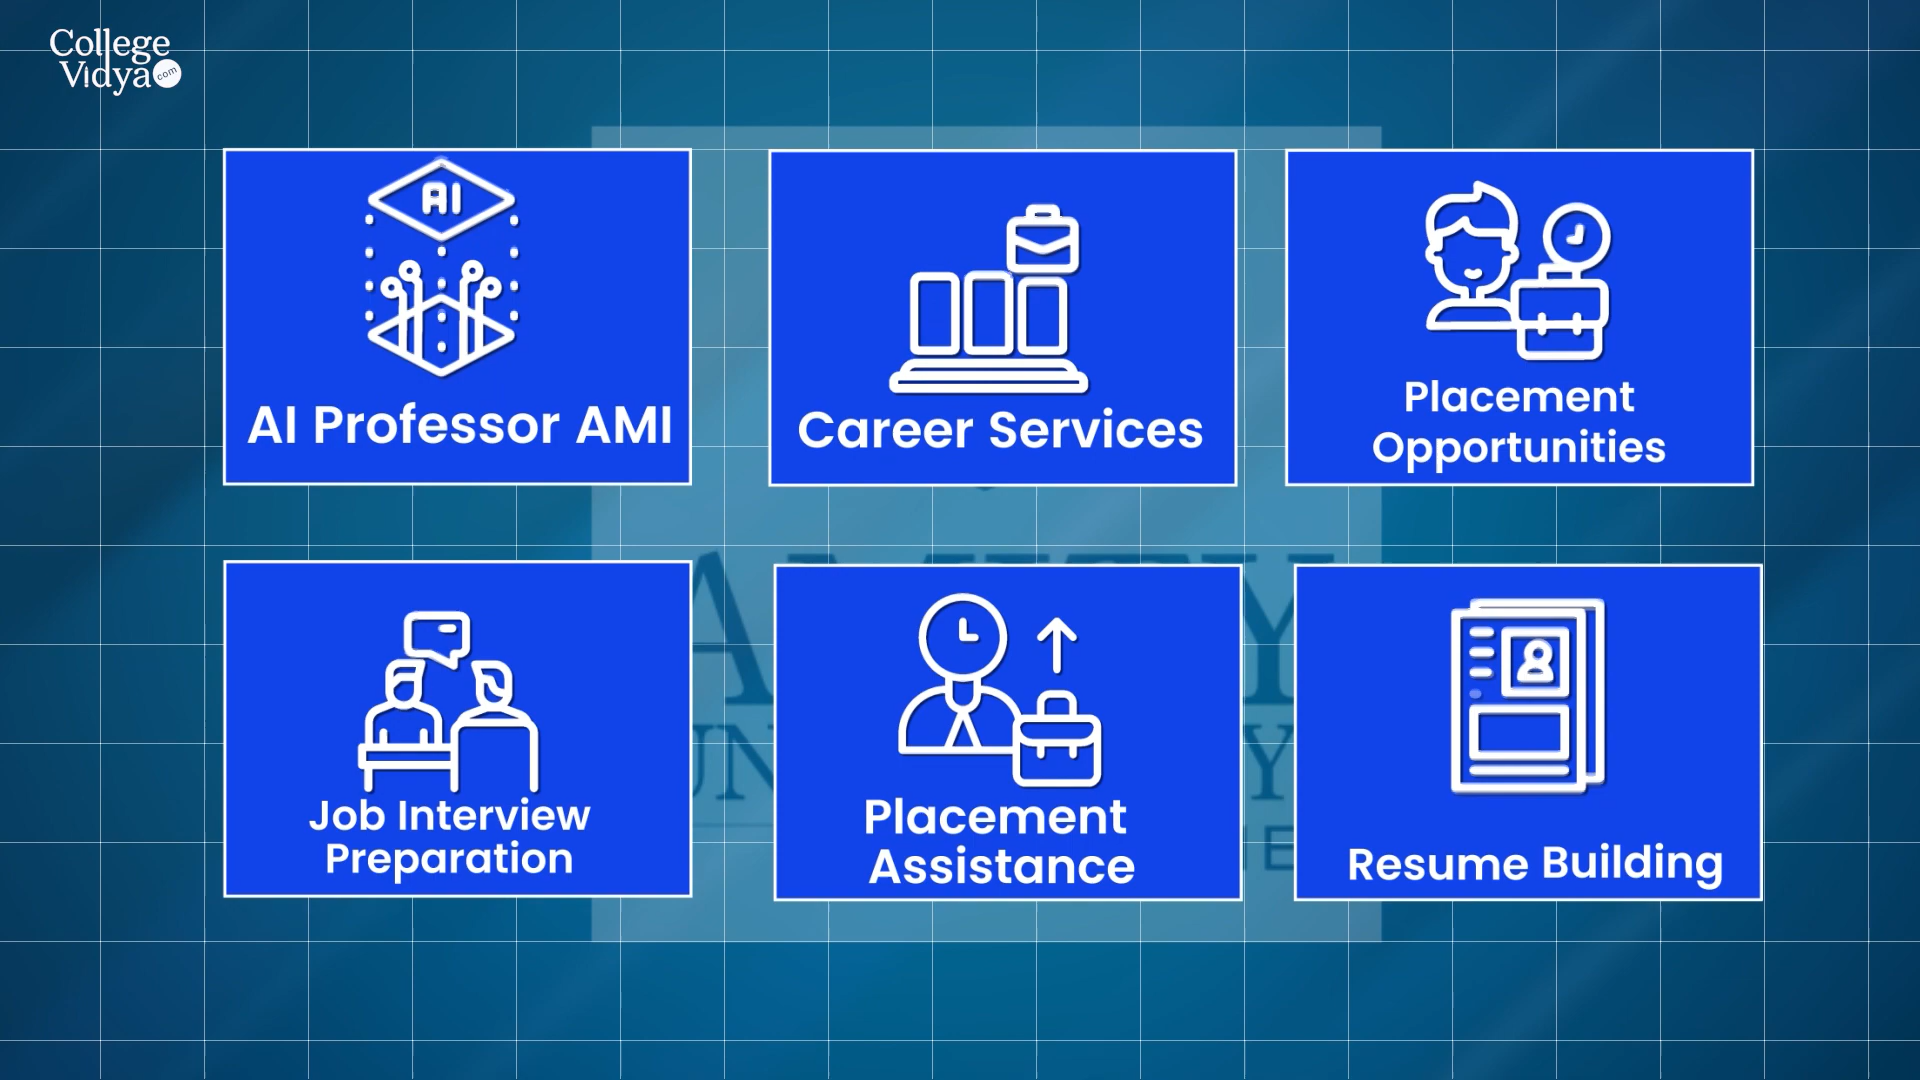 College
Vidya.com
AI
AI Professor AMI
Career Services
Placement
Opportunities
Job Interview
Preparation
Placement
Assistance
Resume Building